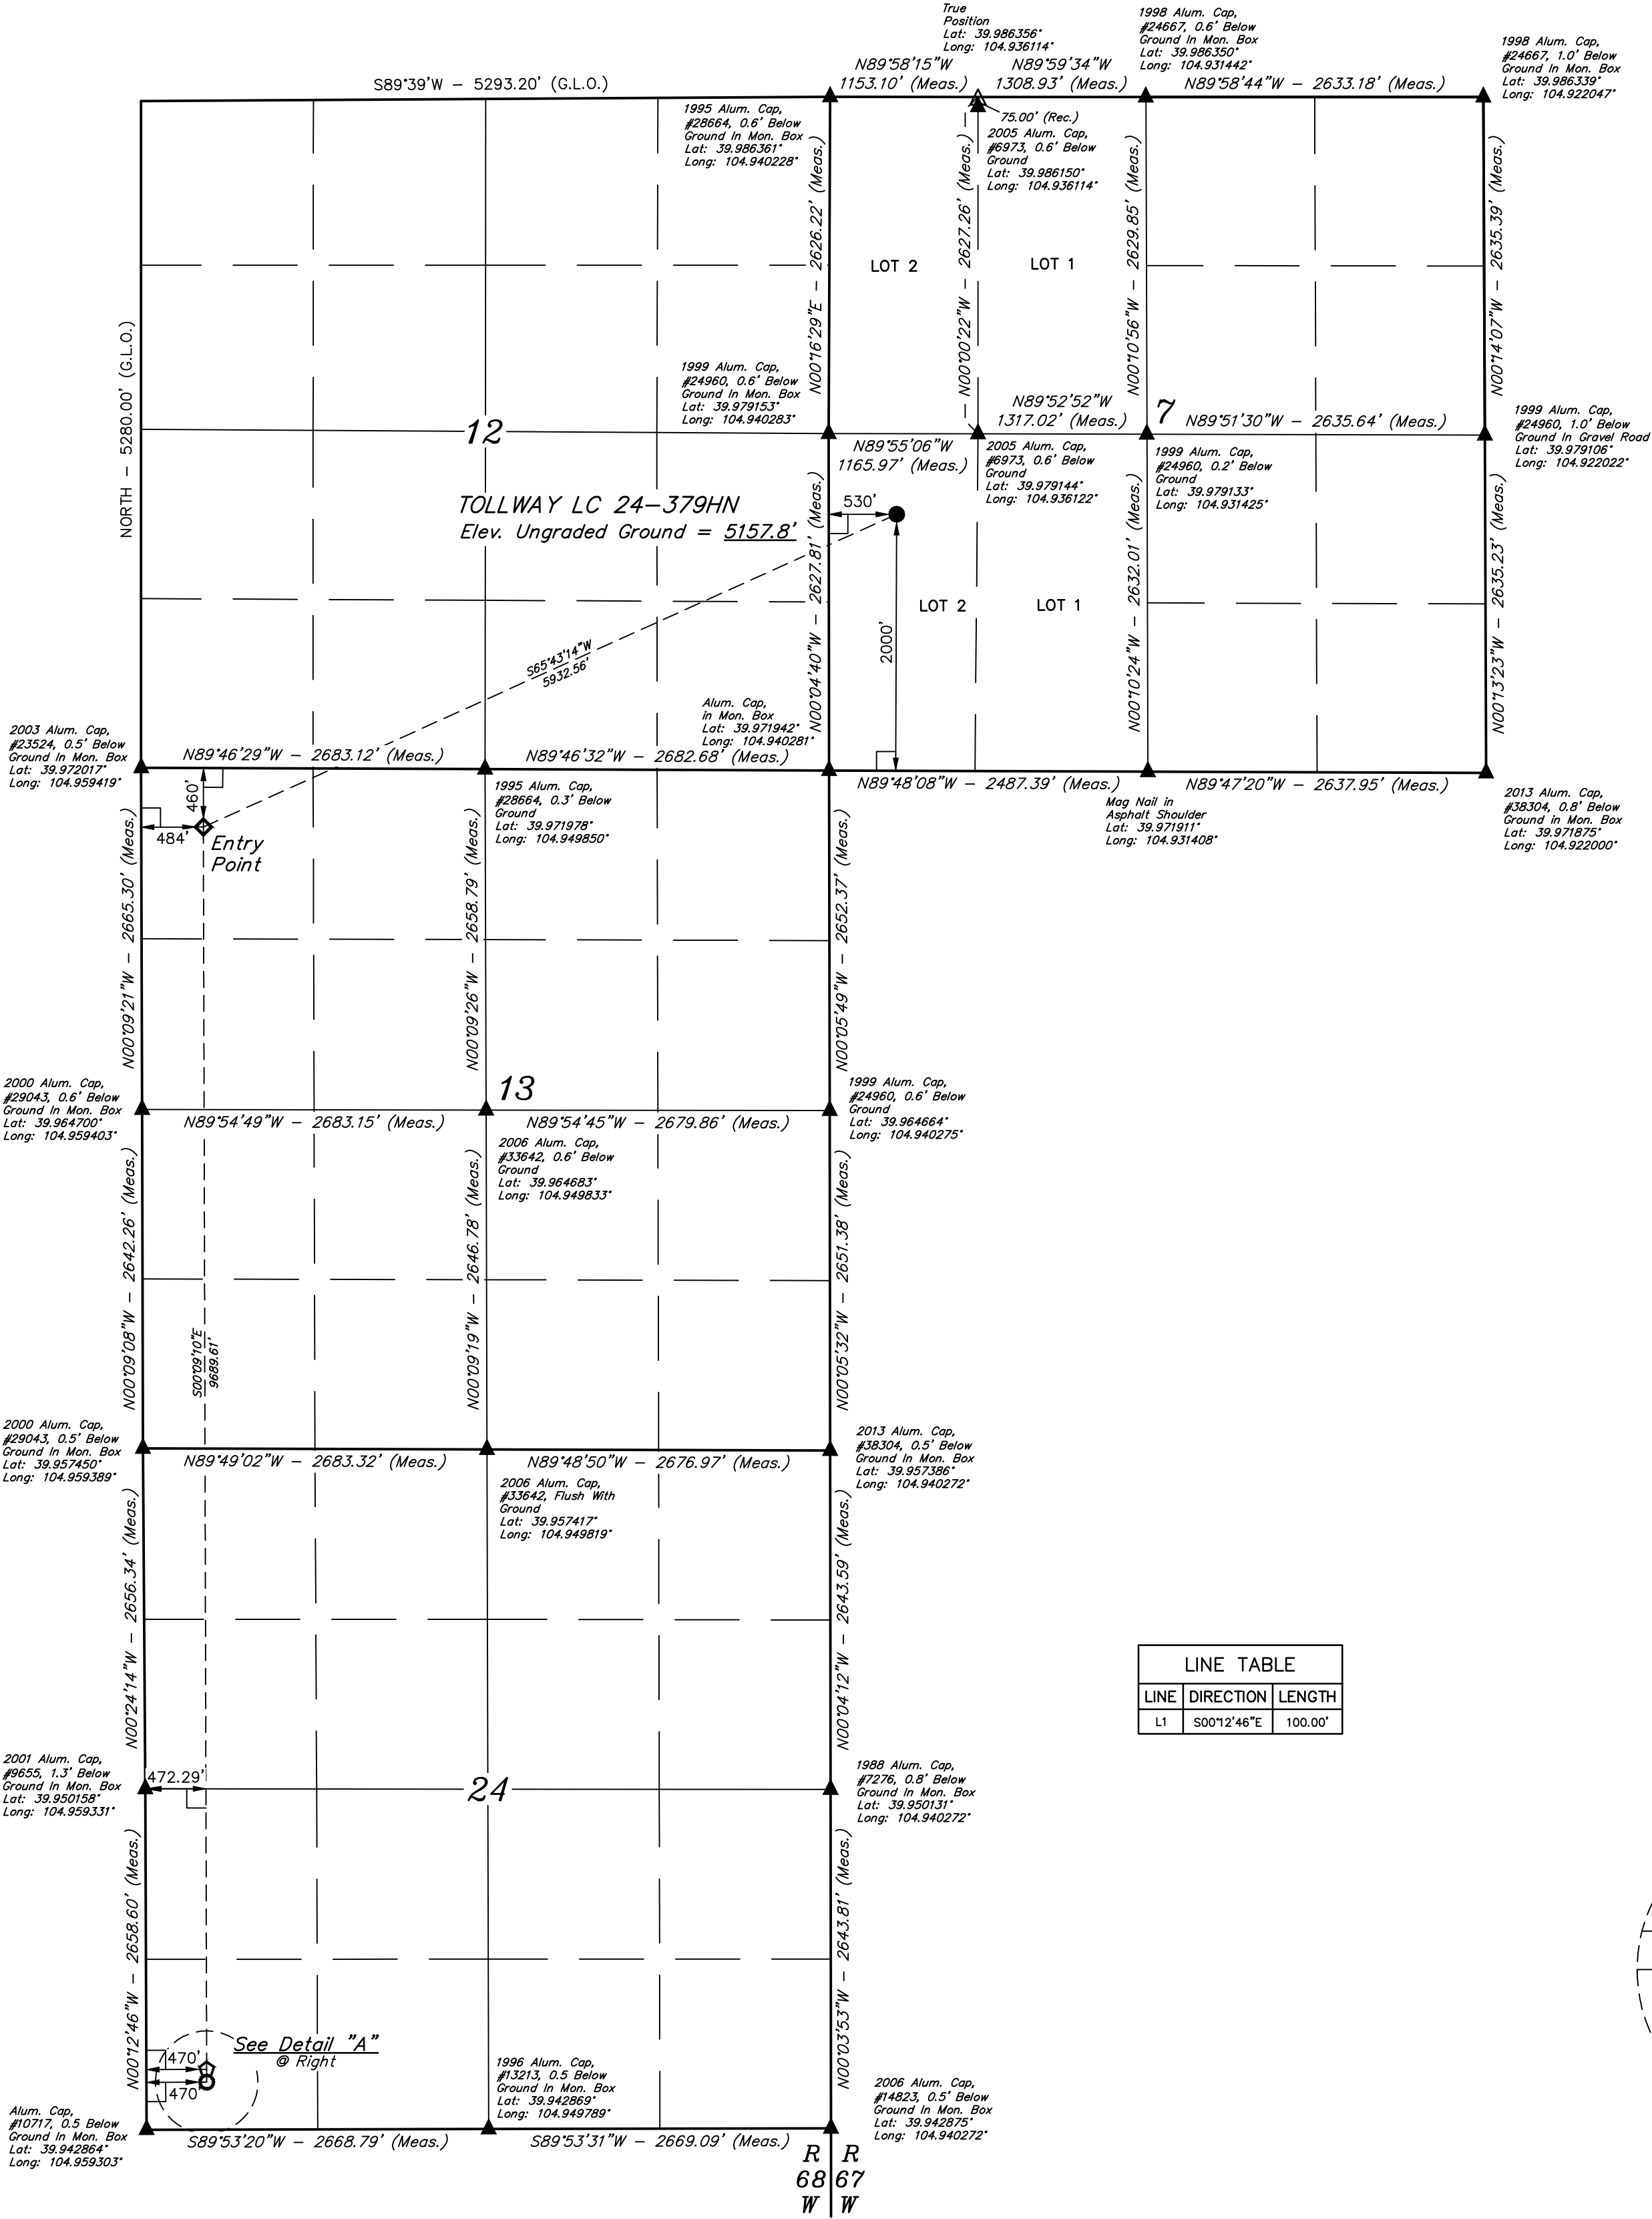 True
Position
Lat: 39.986356°
Long: 104.936114°
1998 Alum. Cap,
#24667, 0.6' Below
Ground In Mon. Box
Lat: 39.986350°
Long: 104.931442°
1998 Alum. Cap,
#24667, 1.0' Below
Ground In Mon. Box
Lat: 39.986339°
Long: 104.922047°
S89°39'W – 5293.20' (G.L.O.)
N89°58'15"W
1153.10' (Meas.)
N89°59'34"W
1308.93' (Meas.)
N89°58'44"W – 2633.18' (Meas.)
1995 Alum. Cap,
#28664, 0.6' Below
Ground In Mon. Box
Lat: 39.986361°
Long: 104.940228°
75.00' (Rec.)
2005 Alum. Cap,
#6973, 0.6' Below
Ground
Lat: 39.986150°
Long: 104.936114°
N00°16'29"E – 2626.22' (Meas.)
N00°00'22"W – 2627.26' (Meas.)
N00°10'56"W – 2629.85' (Meas.)
N00°14'07"W – 2635.39' (Meas.)
LOT 2
LOT 1
NORTH – 5280.00' (G.L.O.)
1999 Alum. Cap,
#24960, 0.6' Below
Ground In Mon. Box
Lat: 39.979153°
Long: 104.940283°
12
N89°52'52"W
1317.02' (Meas.)
7
N89°51'30"W – 2635.64' (Meas.)
1999 Alum. Cap,
#24960, 1.0' Below
Ground In Gravel Road
Lat: 39.979106°
Long: 104.922022°
N89°55'06"W
1165.97' (Meas.)
2005 Alum. Cap,
#6973, 0.6' Below
Ground
Lat: 39.979144°
Long: 104.936122°
1999 Alum. Cap,
#24960, 0.2' Below
Ground
Lat: 39.979133°
Long: 104.931425°
TOLLWAY LC 24–379HN
Elev. Ungraded Ground = 5157.8'
530'
2000'
N00°04'40"W – 2627.81' (Meas.)
N00°10'24"W – 2632.01' (Meas.)
N00°13'23"W – 2635.23' (Meas.)
LOT 2
LOT 1
S65°43'14"W
5932.56'
Alum. Cap,
in Mon. Box
Lat: 39.971942°
Long: 104.940281°
2003 Alum. Cap,
#23524, 0.5' Below
Ground In Mon. Box
Lat: 39.972017°
Long: 104.959419°
N89°46'29"W – 2683.12' (Meas.)
N89°46'32"W – 2682.68' (Meas.)
N89°48'08"W – 2487.39' (Meas.)
N89°47'20"W – 2637.95' (Meas.)
460'
484'
Entry
Point
1995 Alum. Cap,
#28664, 0.3' Below
Ground
Lat: 39.971978°
Long: 104.949850°
Mag Nail in
Asphalt Shoulder
Lat: 39.971911°
Long: 104.931408°
2013 Alum. Cap,
#38304, 0.8' Below
Ground in Mon. Box
Lat: 39.971875°
Long: 104.922000°
N00°09'21"W – 2665.30' (Meas.)
N00°09'26"W – 2658.79' (Meas.)
N00°05'49"W – 2652.37' (Meas.)
2000 Alum. Cap,
#29043, 0.6' Below
Ground In Mon. Box
Lat: 39.964700°
Long: 104.959403°
13
N89°54'49"W – 2683.15' (Meas.)
N89°54'45"W – 2679.86' (Meas.)
1999 Alum. Cap,
#24960, 0.6' Below
Ground
Lat: 39.964664°
Long: 104.940275°
2006 Alum. Cap,
#33642, 0.6' Below
Ground
Lat: 39.964683°
Long: 104.949833°
N00°09'08"W – 2642.26' (Meas.)
S00°09'10"E
9689.61'
N00°09'19"W – 2646.78' (Meas.)
N00°05'32"W – 2651.38' (Meas.)
2000 Alum. Cap,
#29043, 0.5' Below
Ground In Mon. Box
Lat: 39.957450°
Long: 104.959389°
N89°49'02"W – 2683.32' (Meas.)
N89°48'50"W – 2676.97' (Meas.)
2013 Alum. Cap,
#38304, 0.5' Below
Ground In Mon. Box
Lat: 39.957386°
Long: 104.940272°
2006 Alum. Cap,
#33642, Flush With
Ground
Lat: 39.957417°
Long: 104.949819°
N00°24'14"W – 2656.34' (Meas.)
N00°04'12"W – 2643.59' (Meas.)
LINE TABLE
LINE DIRECTION LENGTH
L1 S00°12'46"E 100.00'
2001 Alum. Cap,
#9655, 1.3' Below
Ground In Mon. Box
Lat: 39.950158°
Long: 104.959331°
472.29'
24
1988 Alum. Cap,
#7276, 0.8' Below
Ground In Mon. Box
Lat: 39.950131°
Long: 104.940272°
N00°12'46"W – 2658.60' (Meas.)
N00°03'53"W – 2643.81' (Meas.)
See Detail "A"
@ Right
470'
470'
Alum. Cap,
#10717, 0.5 Below
Ground In Mon. Box
Lat: 39.942864°
Long: 104.959303°
1996 Alum. Cap,
#13213, 0.5 Below
Ground In Mon. Box
Lat: 39.942869°
Long: 104.949789°
2006 Alum. Cap,
#14823, 0.5' Below
Ground In Mon. Box
Lat: 39.942875°
Long: 104.940272°
S89°53'20"W – 2668.79' (Meas.)
S89°53'31"W – 2669.09' (Meas.)
R R
68 67
W W